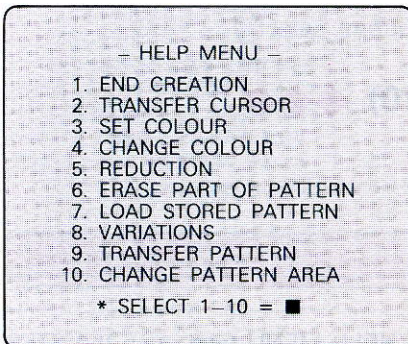 – HELP MENU –
1. END CREATION
2. TRANSFER CURSOR
3. SET COLOUR
4. CHANGE COLOUR
5. REDUCTION
6. ERASE PART OF PATTERN
7. LOAD STORED PATTERN
8. VARIATIONS
9. TRANSFER PATTERN
10. CHANGE PATTERN AREA
* SELECT 1–10 = ■